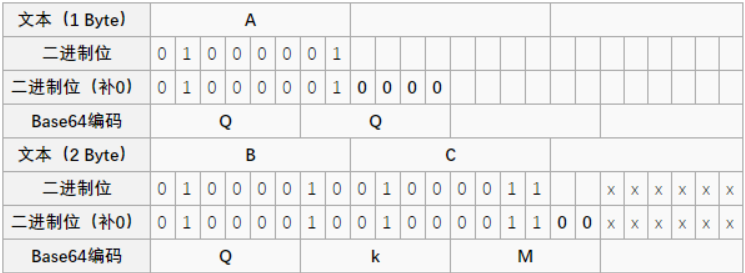 文本（1 Byte） A
二进制位 0 1 0 0 0 0 0 1
二进制位（补0） 0 1 0 0 0 0 0 1 0 0 0 0
Base64编码 Q Q
文本（2 Byte） B C
二进制位 0 1 0 0 0 0 1 0 0 1 0 0 0 0 1 1 x x x x x x
二进制位（补0） 0 1 0 0 0 0 1 0 0 1 0 0 0 0 1 1 0 0 x x x x x x
Base64编码 Q k M